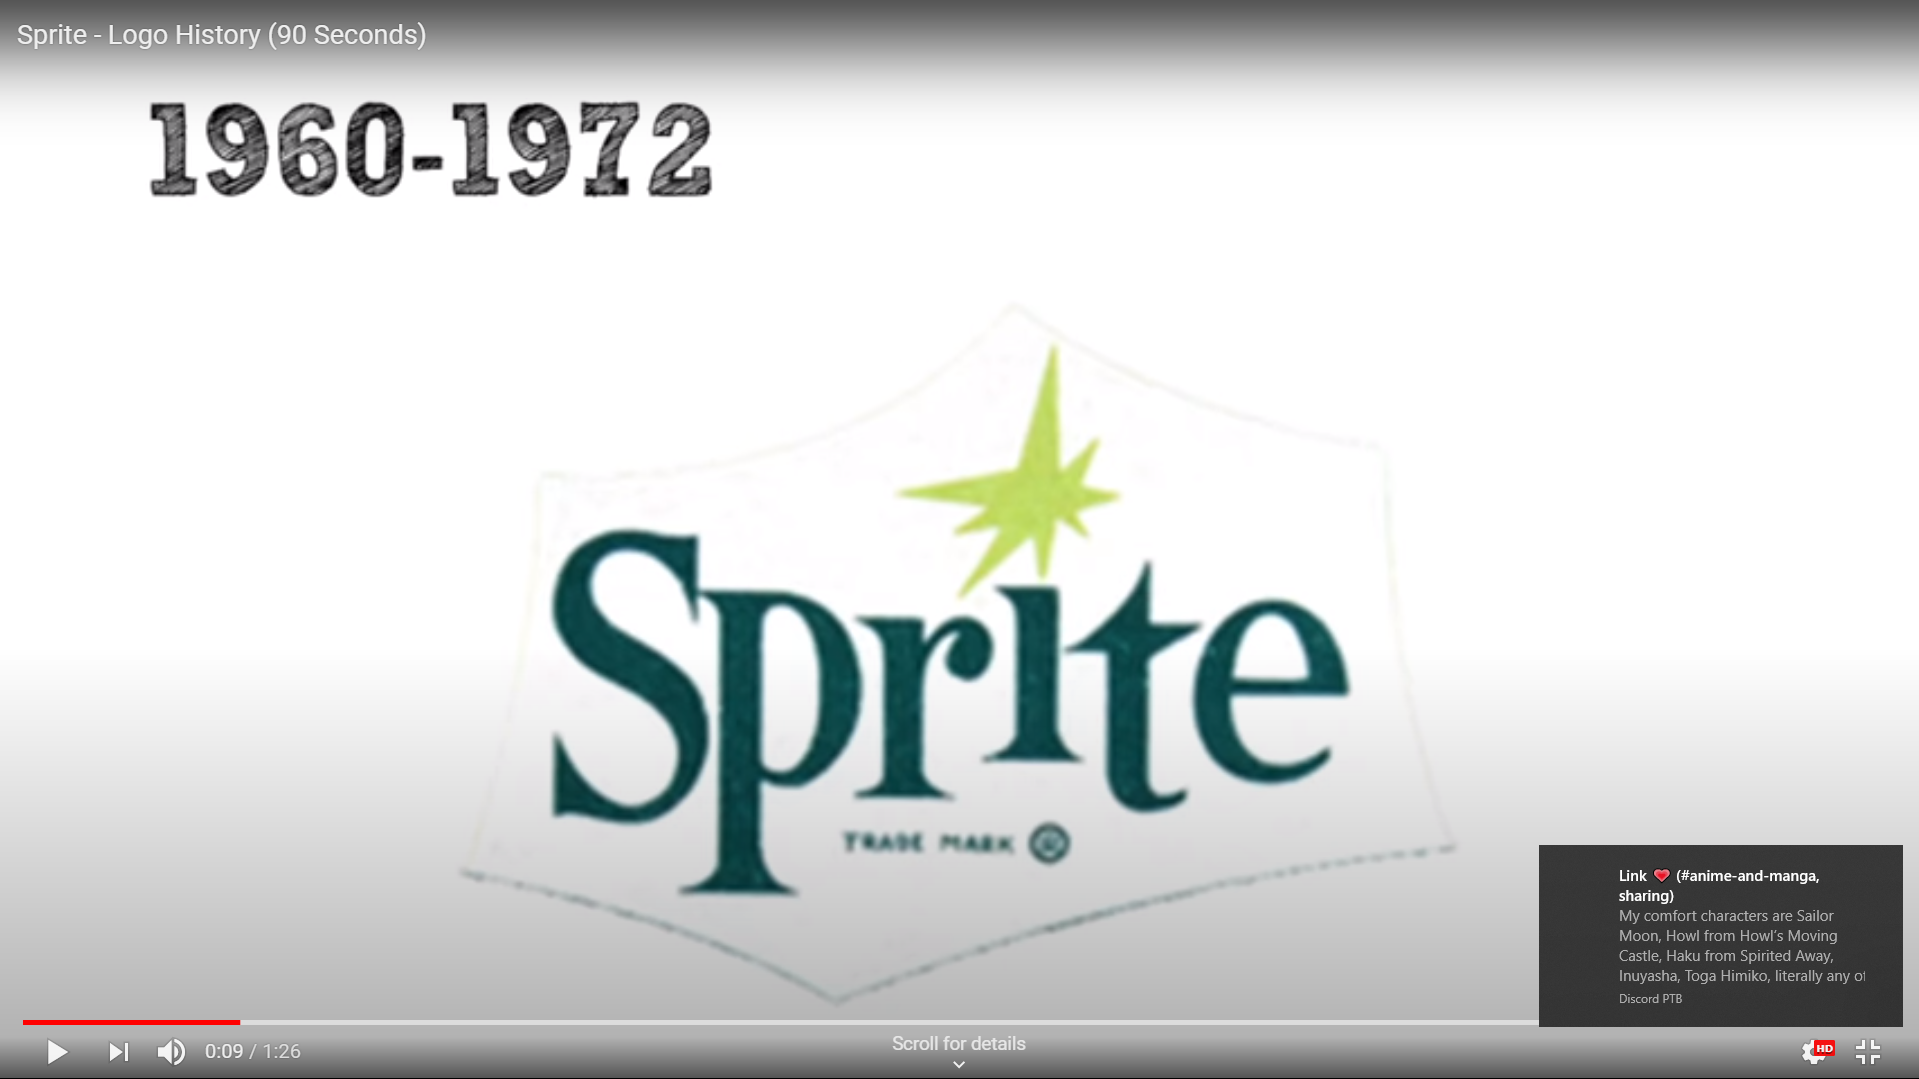 Sprite - Logo History (90 Seconds)
1960-1972
Sprite
TRADE MARK ®
Link ❤️ (#anime-and-manga,
sharing)
My comfort characters are Sailor
Moon, Howl from Howl's Moving
Castle, Haku from Spirited Away,
Inuyasha, Toga Himiko, literally any of
Discord PTB
0:09 / 1:26
Scroll for details
HD